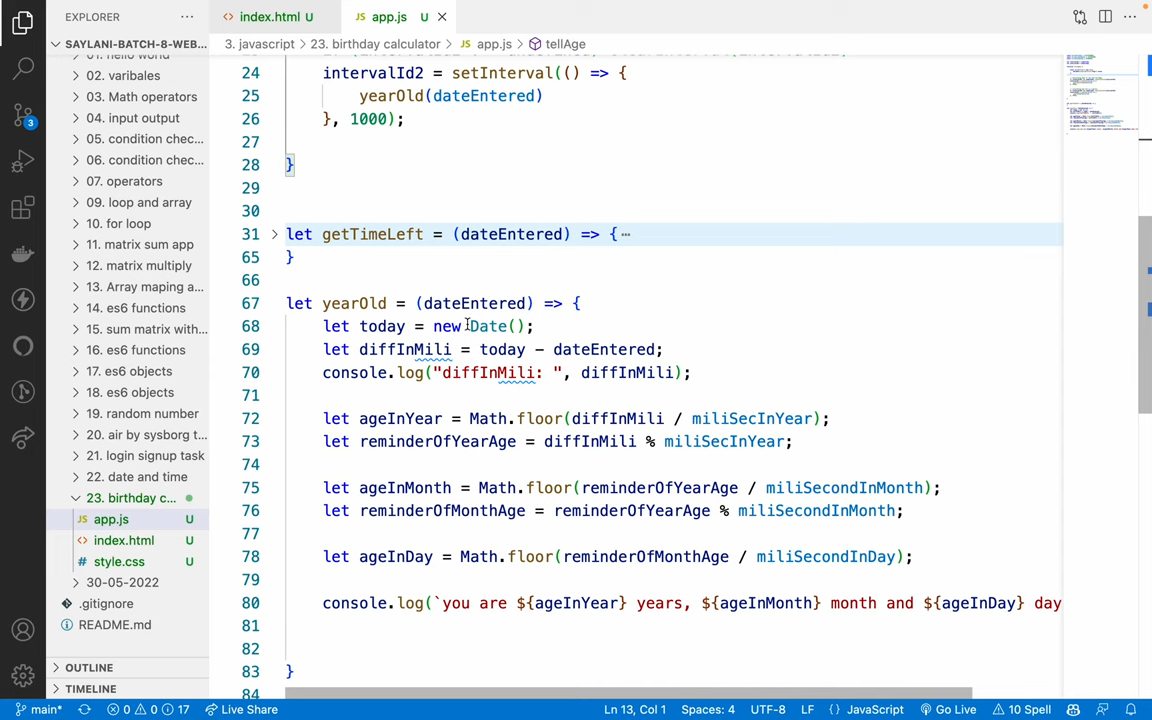 EXPLORER
index.html U
JS app.js U
SAYLANI-BATCH-8-WEB...
3. javascript > 23. birthday calculator > JS app.js > tellAge
02. varibales
03. Math operators
04. input output
05. condition chec...
06. condition chec...
07. operators
09. loop and array
10. for loop
11. matrix sum app
12. matrix multiply
13. Array maping a...
14. es6 functions
15. sum matrix with...
16. es6 functions
17. es6 objects
18. es6 objects
19. random number
20. air by sysborg t...
21. login signup task
22. date and time
23. birthday c...
JS app.js U
index.html U
style.css U
30-05-2022
.gitignore
README.md
OUTLINE
TIMELINE
3
24 intervalId2 = setInterval(() => {
25 yearOld(dateEntered)
26 }, 1000);
27
28 }
29
30
31 let getTimeLeft = (dateEntered) => {
65 }
66
67 let yearOld = (dateEntered) => {
68 let today = new Date();
69 let diffInMili = today - dateEntered;
70 console.log("diffInMili: ", diffInMili);
71
72 let ageInYear = Math.floor(diffInMili / miliSecInYear);
73 let reminderOfYearAge = diffInMili % miliSecInYear;
74
75 let ageInMonth = Math.floor(reminderOfYearAge / miliSecondInMonth);
76 let reminderOfMonthAge = reminderOfYearAge % miliSecondInMonth;
77
78 let ageInDay = Math.floor(reminderOfMonthAge / miliSecondInDay);
79
80 console.log(`you are ${ageInYear} years, ${ageInMonth} month and ${ageInDay} day
81
82
83 }
84
main* 0 0 17 Live Share Ln 13, Col 1 Spaces: 4 UTF-8 LF {} JavaScript Go Live 10 Spell